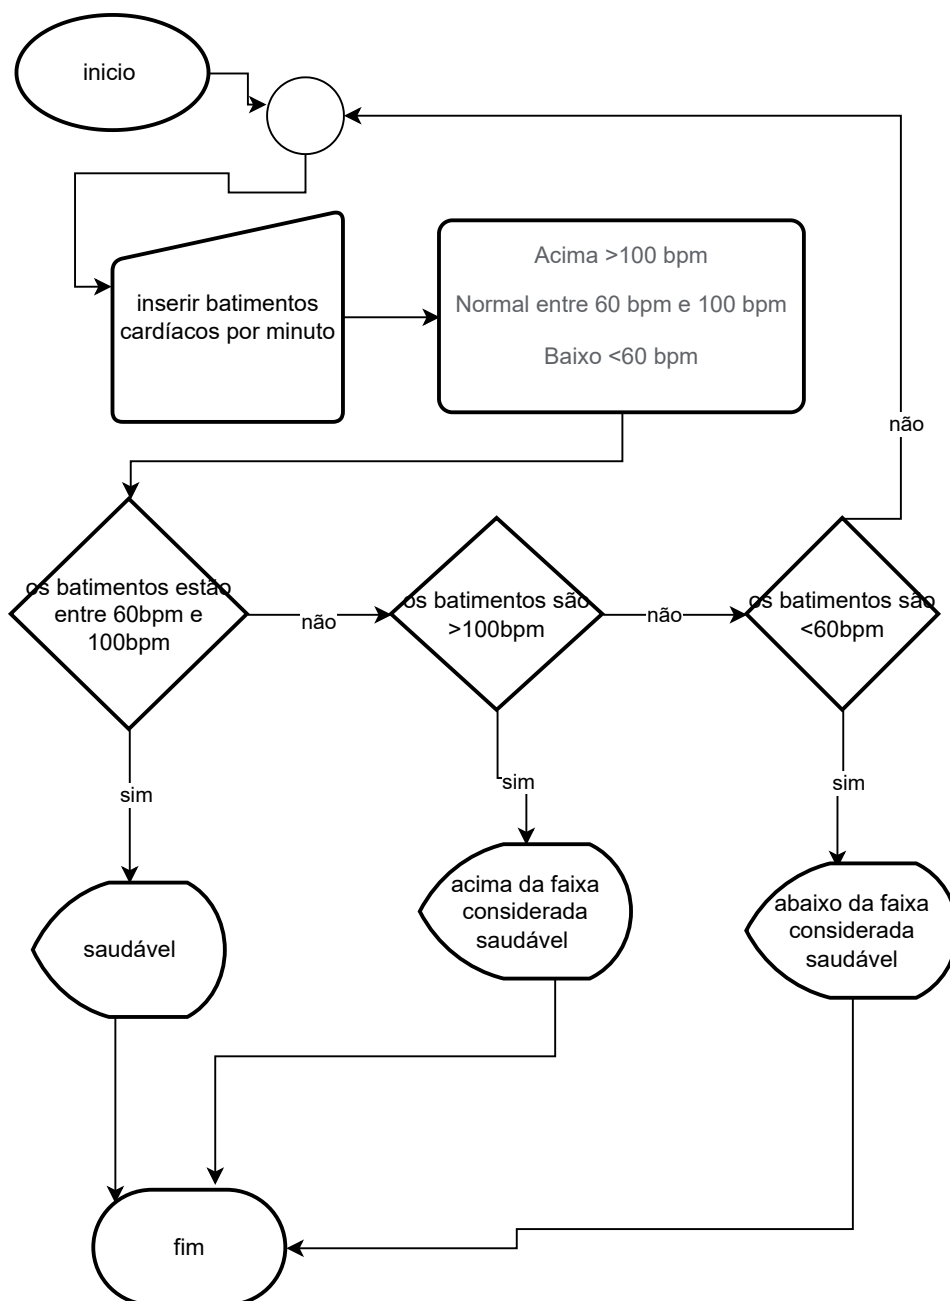 inicio
inserir batimentos
cardíacos por minuto
Acima >100 bpm
Normal entre 60 bpm e 100 bpm
Baixo <60 bpm
não
os batimentos estão
entre 60bpm e
100bpm
não
os batimentos são
>100bpm
não
os batimentos são
<60bpm
sim
sim
sim
saudável
acima da faixa
considerada
saudável
abaixo da faixa
considerada
saudável
fim